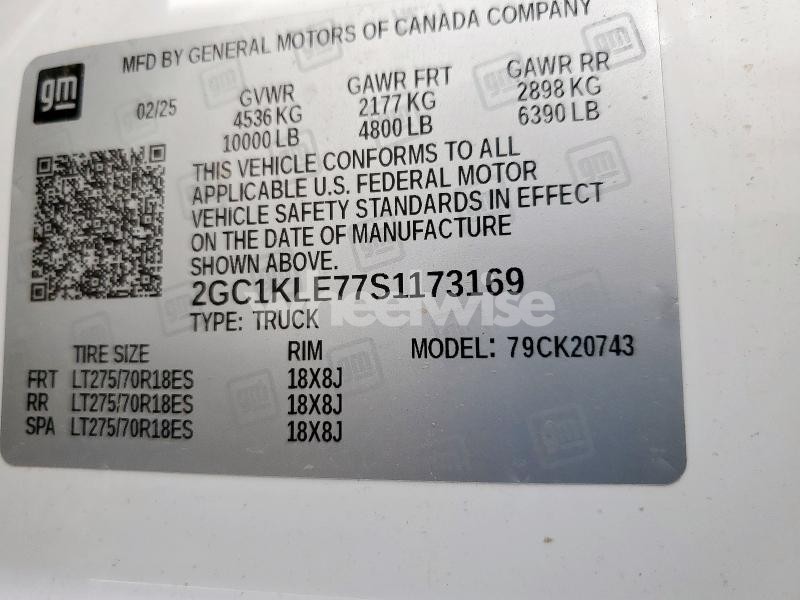 MFD BY GENERAL MOTORS OF CANADA COMPANY
gm
02/25
GVWR
4536 KG
10000 LB
GAWR FRT
2177 KG
4800 LB
GAWR RR
2898 KG
6390 LB
THIS VEHICLE CONFORMS TO ALL
APPLICABLE U.S. FEDERAL MOTOR
VEHICLE SAFETY STANDARDS IN EFFECT
ON THE DATE OF MANUFACTURE
SHOWN ABOVE.
2GC1KLE77S1173169
TYPE: TRUCK
wheelerwise
TIRE SIZE RIM MODEL: 79CK20743
FRT LT275/70R18ES 18X8J
RR LT275/70R18ES 18X8J
SPA LT275/70R18ES 18X8J